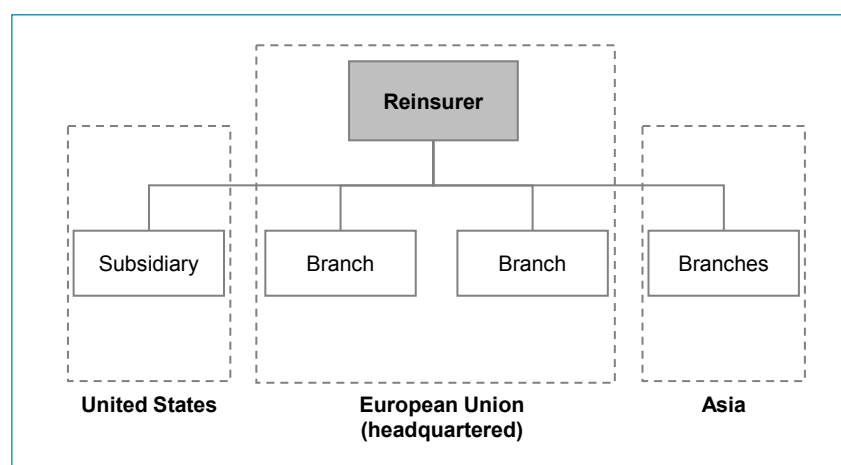 Reinsurer
Subsidiary
Branch
Branch
Branches
United States
European Union
(headquartered)
Asia